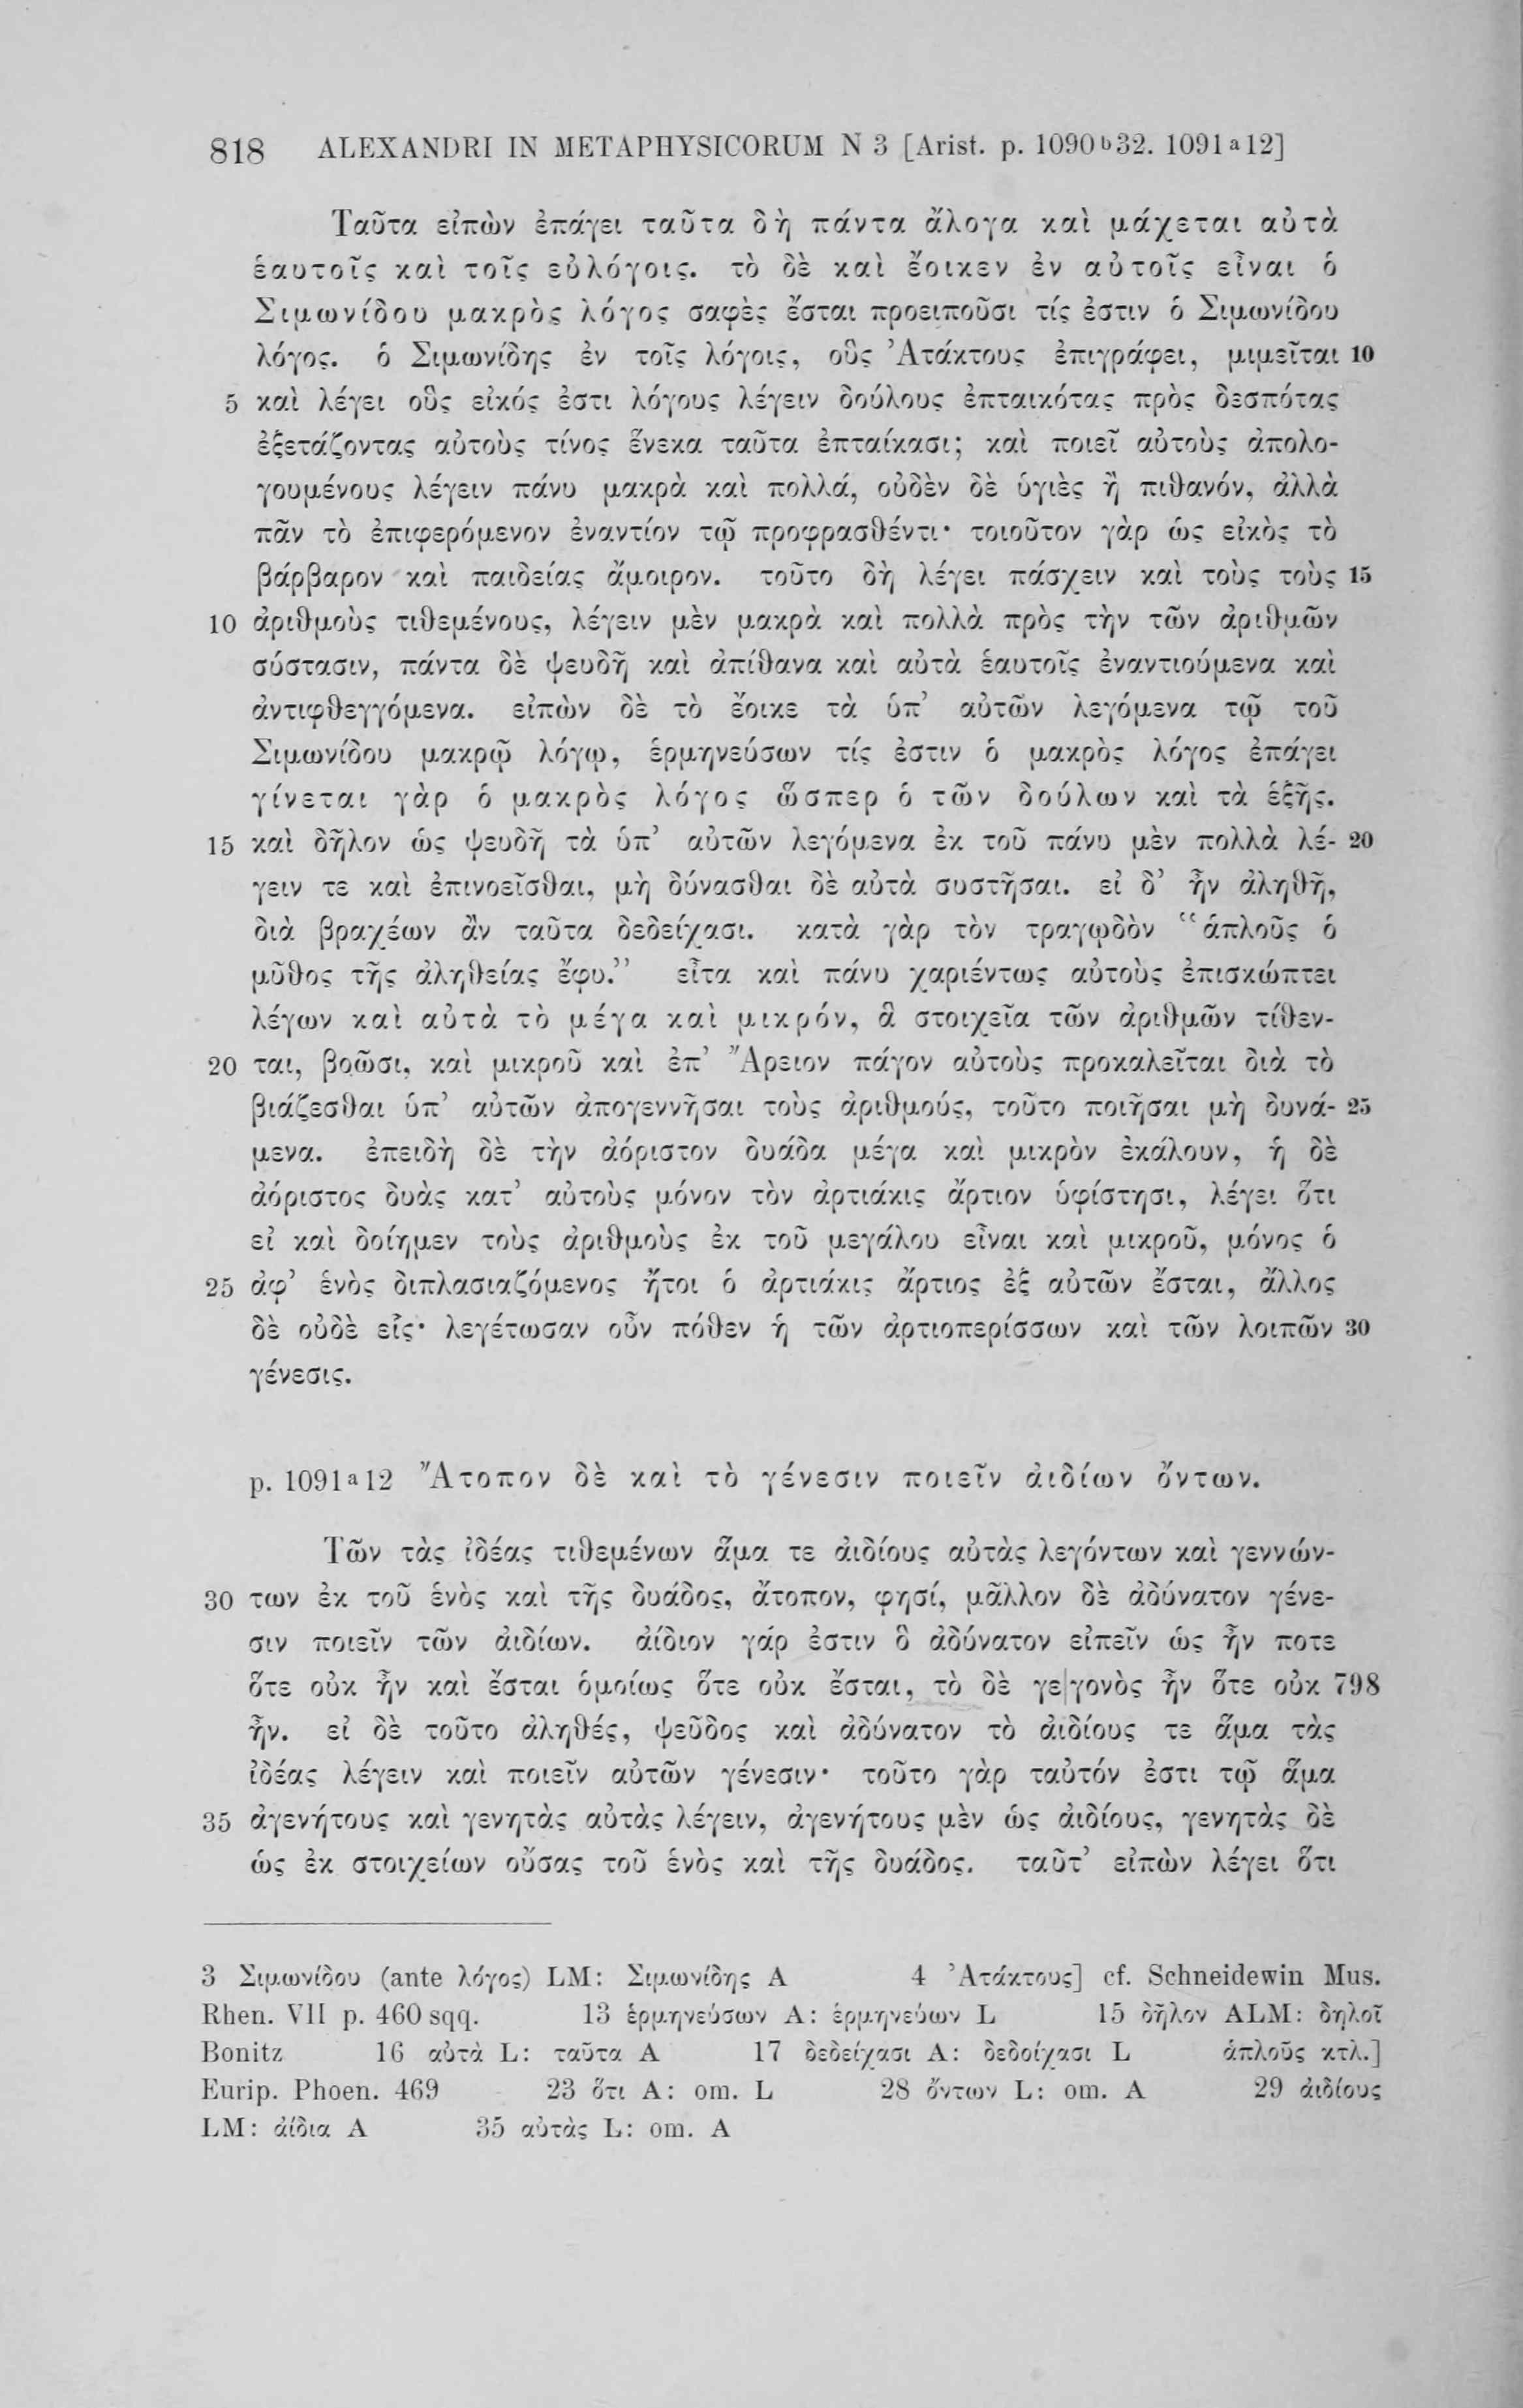 818 ALEXANDRI IN METAPHYSICORUM N 3 [Arist. p. 1090 b 32. 1091 a 12]
Ταῦτα εἰπὼν ἐπάγει ταῦτα δὴ πάντα ἄλογα καὶ μάχεται αὐτὰ
ἑαυτοῖς καὶ τοῖς εὐλόγοις. τὸ δὲ καὶ ἔοικεν ἐν αὐτοῖς εἶναι ὁ
Σιμωνίδου μακρὸς λόγος σαφὲς ἔσται προειποῦσι τίς ἐστιν ὁ Σιμωνίδου
λόγος. ὁ Σιμωνίδης ἐν τοῖς λόγοις, οὓς Ἀτάκτους ἐπιγράφει, μιμεῖται 10
5 καὶ λέγει οὓς εἰκός ἐστι λόγους λέγειν δούλους ἐπταικότας πρὸς δεσπότας
ἐξετάζοντας αὐτοὺς τίνος ἕνεκα ταῦτα ἐπταίκασι; καὶ ποιεῖ αὐτοὺς ἀπολο-
γουμένους λέγειν πάνυ μακρὰ καὶ πολλά, οὐδὲν δὲ ὑγιὲς ἢ πιθανόν, ἀλλὰ
πᾶν τὸ ἐπιφερόμενον ἐναντίον τῷ προφρασθέντι· τοιοῦτον γὰρ ὡς εἰκὸς τὸ
βάρβαρον καὶ παιδείας ἄμοιρον. τοῦτο δὴ λέγει πάσχειν καὶ τοὺς τοὺς 15
10 ἀριθμοὺς τιθεμένους, λέγειν μὲν μακρὰ καὶ πολλὰ πρὸς τὴν τῶν ἀριθμῶν
σύστασιν, πάντα δὲ ψευδῆ καὶ ἀπίθανα καὶ αὐτὰ ἑαυτοῖς ἐναντιούμενα καὶ
ἀντιφθεγγόμενα. εἰπὼν δὲ τὸ ἔοικε τὰ ὑπ’ αὐτῶν λεγόμενα τῷ τοῦ
Σιμωνίδου μακρῷ λόγῳ, ἑρμηνεύσων τίς ἐστιν ὁ μακρὸς λόγος ἐπάγει
γίνεται γὰρ ὁ μακρὸς λόγος ὥσπερ ὁ τῶν δούλων καὶ τὰ ἑξῆς.
15 καὶ δῆλον ὡς ψευδῆ τὰ ὑπ’ αὐτῶν λεγόμενα ἐκ τοῦ πάνυ μὲν πολλὰ λέ- 20
γειν τε καὶ ἐπινοεῖσθαι, μὴ δύνασθαι δὲ αὐτὰ συστῆσαι. εἰ δ’ ἦν ἀληθῆ,
διὰ βραχέων ἂν ταῦτα δεδείχασι. κατὰ γὰρ τὸν τραγῳδὸν “ἁπλοῦς ὁ
μῦθος τῆς ἀληθείας ἔφυ.” εἶτα καὶ πάνυ χαριέντως αὐτοὺς ἐπισκώπτει
λέγων καὶ αὐτὰ τὸ μέγα καὶ μικρόν, ἃ στοιχεῖα τῶν ἀριθμῶν τίθεν-
20 ται, βοῶσι, καὶ μικροῦ καὶ ἐπ’ Ἄρειον πάγον αὐτοὺς προκαλεῖται διὰ τὸ
βιάζεσθαι ὑπ’ αὐτῶν ἀπογεννῆσαι τοὺς ἀριθμούς, τοῦτο ποιῆσαι μὴ δυνά- 25
μενα. ἐπειδὴ δὲ τὴν ἀόριστον δυάδα μέγα καὶ μικρὸν ἐκάλουν, ἡ δὲ
ἀόριστος δυὰς κατ’ αὐτοὺς μόνον τὸν ἀρτιάκις ἄρτιον ὑφίστησι, λέγει ὅτι
εἰ καὶ δοίημεν τοὺς ἀριθμοὺς ἐκ τοῦ μεγάλου εἶναι καὶ μικροῦ, μόνος ὁ
25 ἀφ’ ἑνὸς διπλασιαζόμενος ἤτοι ὁ ἀρτιάκις ἄρτιος ἐξ αὐτῶν ἔσται, ἄλλος
δὲ οὐδὲ εἷς· λεγέτωσαν οὖν πόθεν ἡ τῶν ἀρτιοπερίσσων καὶ τῶν λοιπῶν 30
γένεσις.
p. 1091 a 12 Ἄτοπον δὲ καὶ τὸ γένεσιν ποιεῖν ἀιδίων ὄντων.
Τῶν τὰς ἰδέας τιθεμένων ἅμα τε ἀιδίους αὐτὰς λεγόντων καὶ γεννών-
30 των ἐκ τοῦ ἑνὸς καὶ τῆς δυάδος, ἄτοπον, φησί, μᾶλλον δὲ ἀδύνατον γένε-
σιν ποιεῖν τῶν ἀιδίων. ἀίδιον γάρ ἐστιν ὃ ἀδύνατον εἰπεῖν ὡς ἦν ποτε
ὅτε οὐκ ἦν καὶ ἔσται ὁμοίως ὅτε οὐκ ἔσται, τὸ δὲ γε|γονὸς ἦν ὅτε οὐκ 798
ἦν. εἰ δὲ τοῦτο ἀληθές, ψεῦδος καὶ ἀδύνατον τὸ ἀιδίους τε ἅμα τὰς
ἰδέας λέγειν καὶ ποιεῖν αὐτῶν γένεσιν· τοῦτο γὰρ ταὐτόν ἐστι τῷ ἅμα
35 ἀγενήτους καὶ γενητὰς αὐτὰς λέγειν, ἀγενήτους μὲν ὡς ἀιδίους, γενητὰς δὲ
ὡς ἐκ στοιχείων οὔσας τοῦ ἑνὸς καὶ τῆς δυάδος. ταῦτ’ εἰπὼν λέγει ὅτι
3 Σιμωνίδου (ante λόγος) LM: Σιμωνίδης A 4 Ἀτάκτους] cf. Schneidewin Mus.
Rhen. VII p. 460 sqq. 13 ἑρμηνεύσων A: ἑρμηνεύων L 15 δῆλον ALM: δηλοῖ
Bonitz 16 αὐτὰ L: ταῦτα A 17 δεδείχασι A: δεδοίχασι L ἁπλοῦς κτλ.]
Eurip. Phoen. 469 23 ὅτι A: om. L 28 ὄντων L: om. A 29 ἀιδίους
LM: ἀίδια A 35 αὐτὰς L: om. A